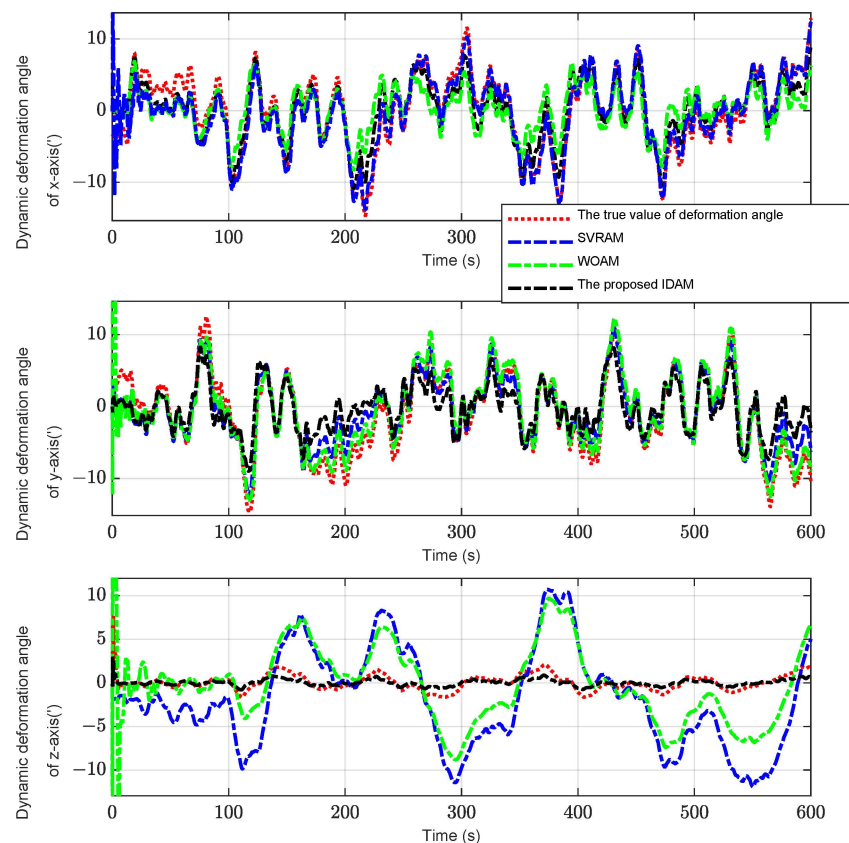 10
0
−10
Dynamic deformation angle
of x-axis(')
0 100 200 300 400 500 600
Time (s)
The true value of deformation angle
SVRAM
WOAM
The proposed IDAM
10
0
−10
Dynamic deformation angle
of y-axis(')
0 100 200 300 400 500 600
Time (s)
10
5
0
−5
−10
Dynamic deformation angle
of z-axis(')
0 100 200 300 400 500 600
Time (s)